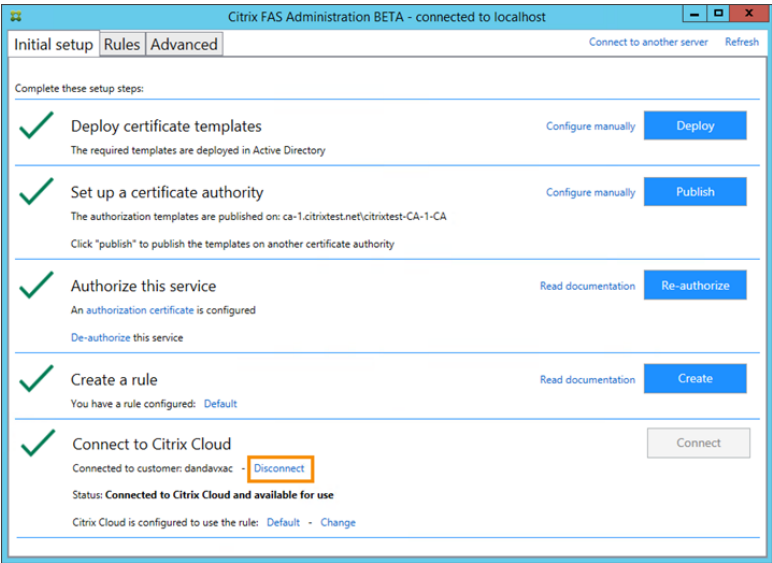 Citrix FAS Administration BETA - connected to localhost
Initial setup Rules Advanced Connect to another server Refresh
Complete these setup steps:
Deploy certificate templates Configure manually Deploy
The required templates are deployed in Active Directory
Set up a certificate authority Configure manually Publish
The authorization templates are published on: ca-1.citrixtest.net\citrixtest-CA-1-CA
Click "publish" to publish the templates on another certificate authority
Authorize this service Read documentation Re-authorize
An authorization certificate is configured
De-authorize this service
Create a rule Read documentation Create
You have a rule configured: Default
Connect to Citrix Cloud Connect
Connected to customer: dandavxac - Disconnect
Status: Connected to Citrix Cloud and available for use
Citrix Cloud is configured to use the rule: Default - Change